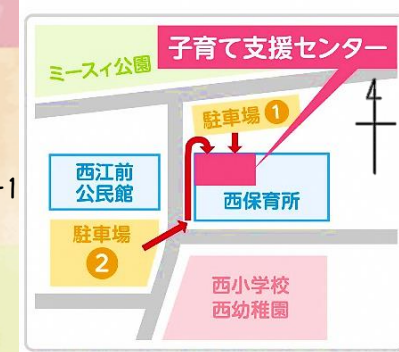 子育て支援センター
ミースィ公園
駐車場1
4
-1
西江前
公民館
西保育所
駐車場
2
西小学校
西幼稚園